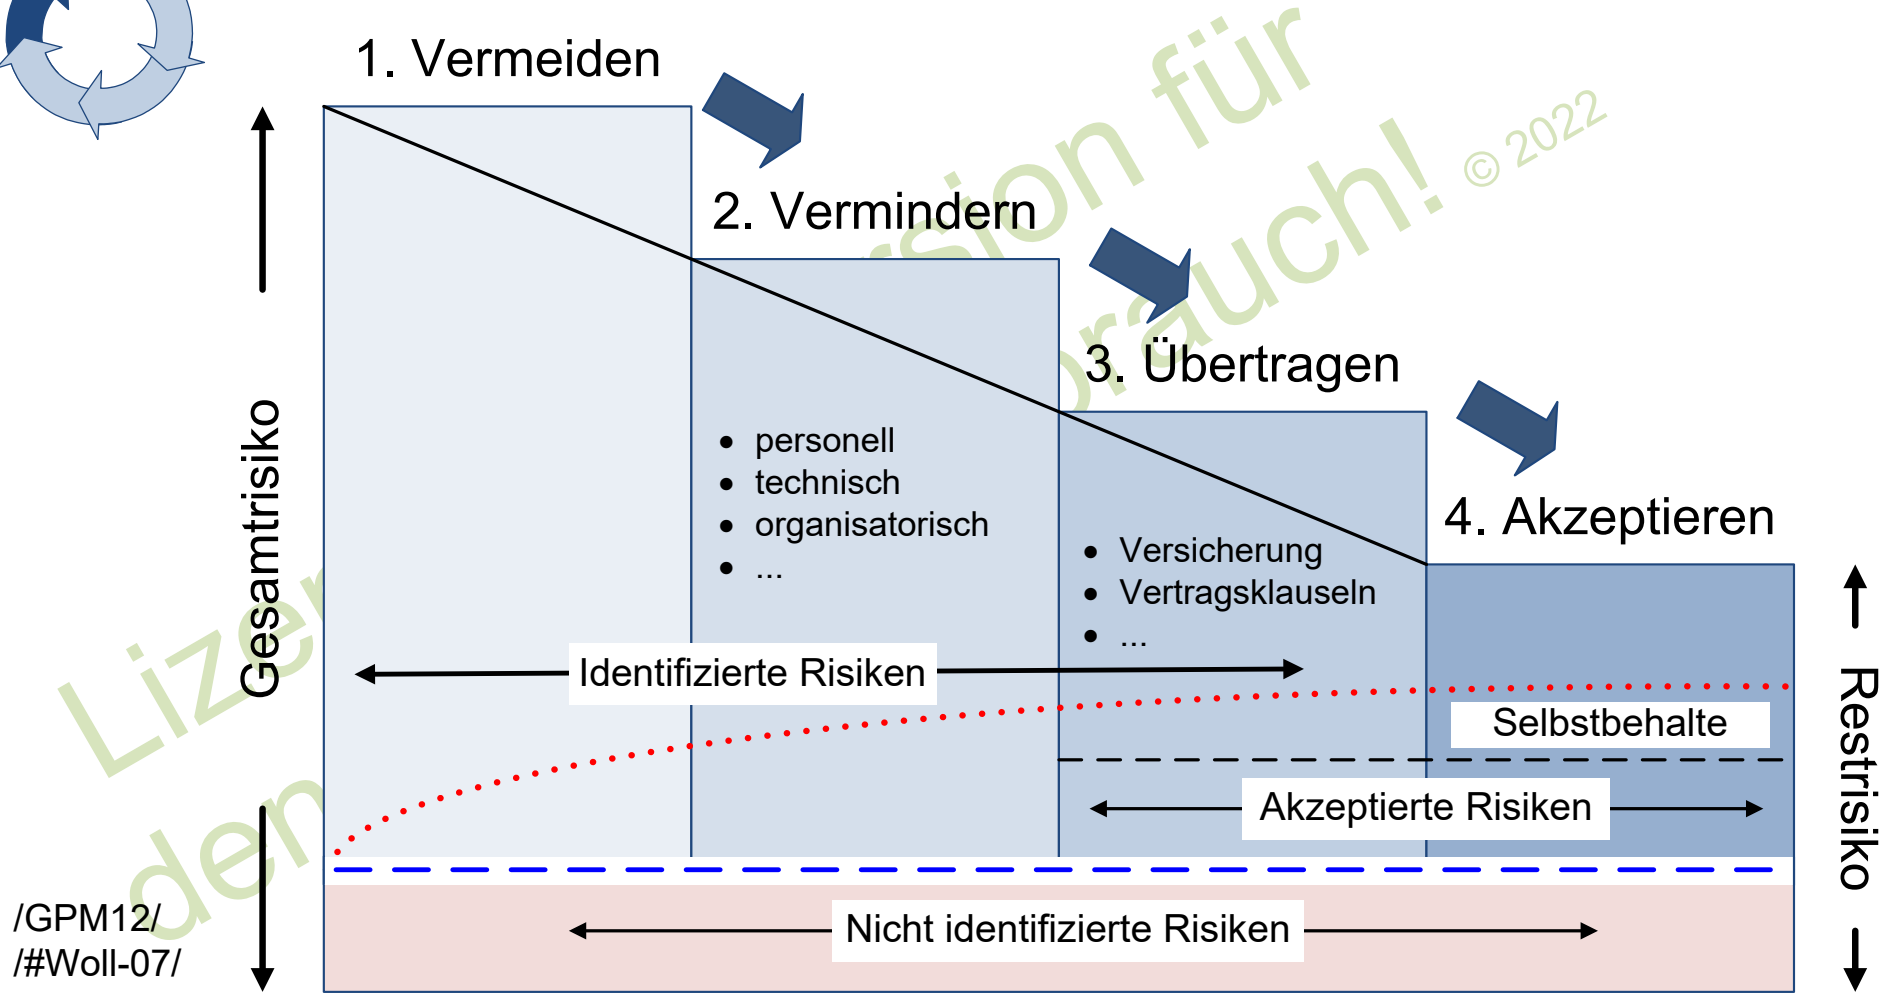 1. Vermeiden
2. Vermindern
3. Übertragen
4. Akzeptieren
Gesamtrisiko
• personell
• technisch
• organisatorisch
• ...
• Versicherung
• Vertragsklauseln
• ...
Identifizierte Risiken
Selbstbehalte
Akzeptierte Risiken
Nicht identifizierte Risiken
Restrisiko
/GPM12/
/#Woll-07/
für
© 2022